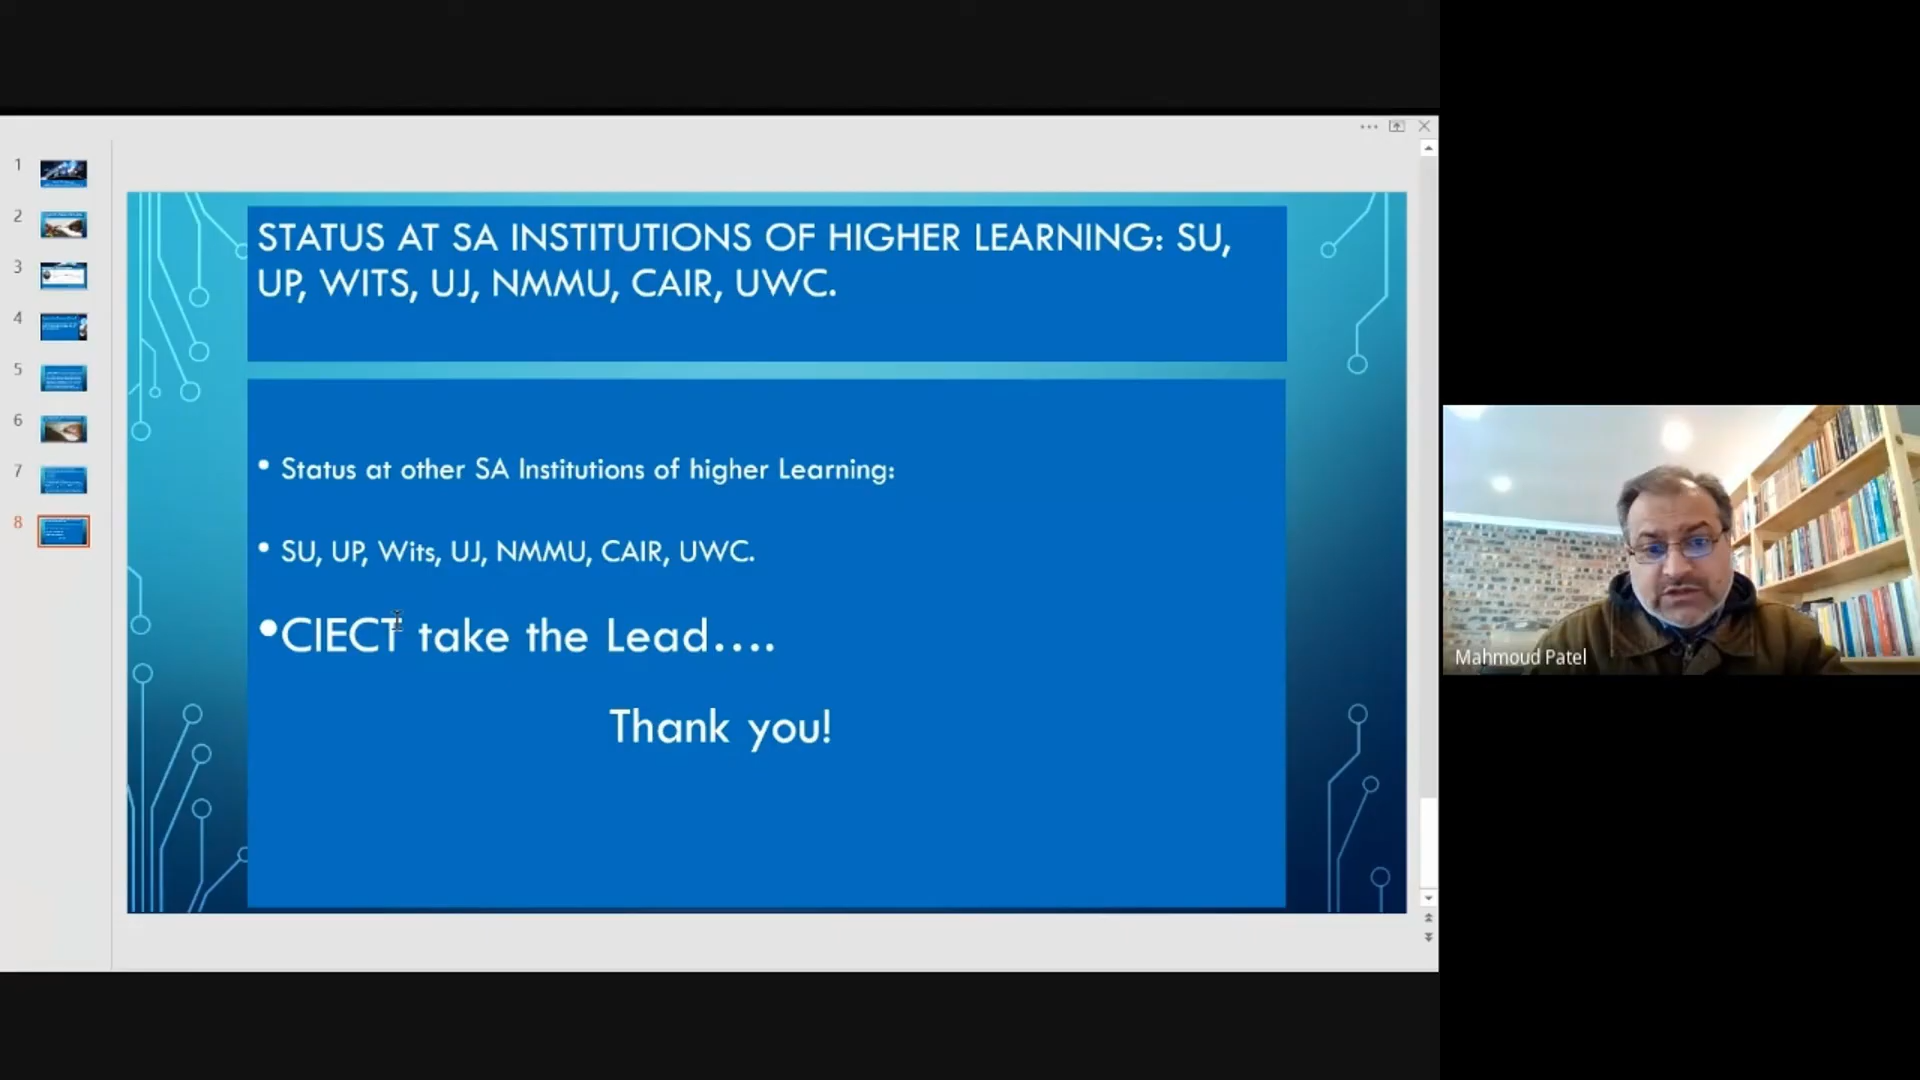 1
2
3
4
5
6
7
8
STATUS AT SA INSTITUTIONS OF HIGHER LEARNING: SU,
UP, WITS, UJ, NMMU, CAIR, UWC.
• Status at other SA Institutions of higher Learning:
• SU, UP, Wits, UJ, NMMU, CAIR, UWC.
• CIECT take the Lead....
Thank you!
Mahmoud Patel